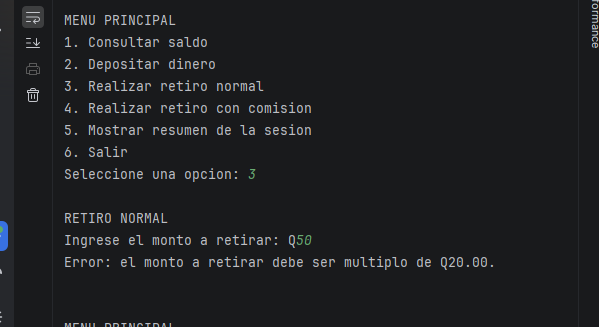 MENU PRINCIPAL
1. Consultar saldo
2. Depositar dinero
3. Realizar retiro normal
4. Realizar retiro con comision
5. Mostrar resumen de la sesion
6. Salir
Seleccione una opcion: 3
RETIRO NORMAL
Ingrese el monto a retirar: Q50
Error: el monto a retirar debe ser multiplo de Q20.00.
MENU PRINCIPAL